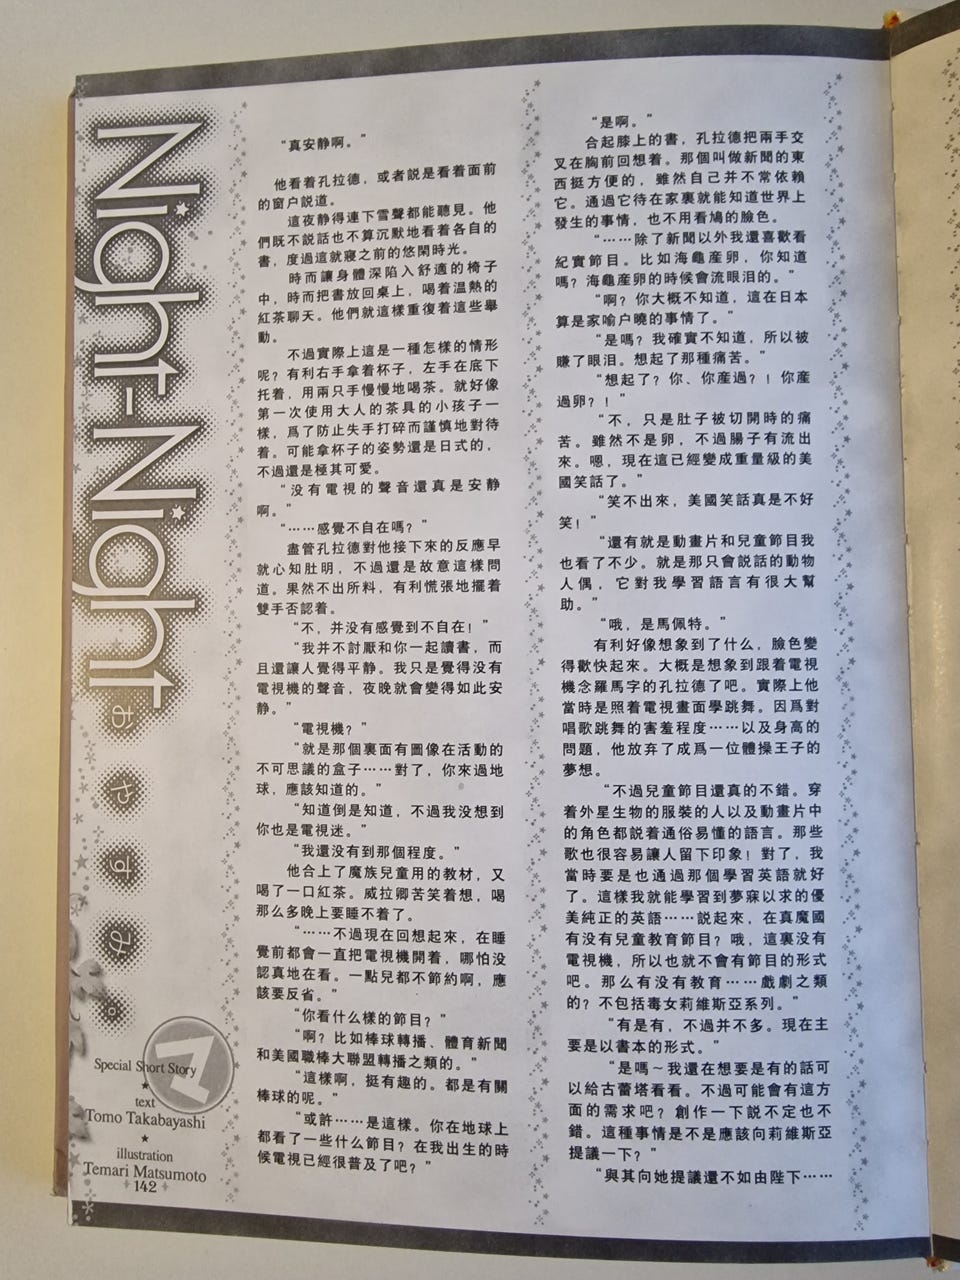 Night-Night
おやすみ。
Special Short Story
1
★
text
Tomo Takabayashi
★
illustration
Temari Matsumoto
142
“真安静啊。”
他看着孔拉德，或者説是看着面前
的窗户説道。
這夜静得連下雪聲都能聽見。他
們既不説話也不算沉默地看着各自的
書，度過這就寢之前的悠閑時光。
時而讓身體深陷入舒適的椅子
中，時而把書放回桌上，喝着温熱的
紅茶聊天。他們就這樣重復着這些舉
動。
不過實際上這是一種怎樣的情形
呢？有利右手拿着杯子，左手在底下
托着，用兩只手慢慢地喝茶。就好像
第一次使用大人的茶具的小孩子一
樣，爲了防止失手打碎而謹慎地對待
着。可能拿杯子的姿勢還是日式的，
不過還是極其可愛。
“没有電視的聲音還真是安静
啊。”
“……感覺不自在嗎？”
盡管孔拉德對他接下來的反應早
就心知肚明，不過還是故意這樣問
道。果然不出所料，有利慌張地擺着
雙手否認着。
“不，并没有感覺到不自在！”
“我并不討厭和你一起讀書，而
且還讓人覺得平静。我只是覺得没有
電視機的聲音，夜晚就會變得如此安
静。”
“電視機？”
“就是那個裏面有圖像在活動的
不可思議的盒子……對了，你來過地
球，應該知道的。”
“知道倒是知道，不過我没想到
你也是電視迷。”
“我還没有到那個程度。”
他合上了魔族兒童用的教材，又
喝了一口紅茶。威拉卿苦笑着想，喝
那么多晚上要睡不着了。
“……不過現在回想起來，在睡
覺前都會一直把電視機開着，哪怕没
認真地在看。一點兒都不節約啊，應
該要反省。”
“你看什么樣的節目？”
“啊？比如棒球轉播、體育新聞
和美國職棒大聯盟轉播之類的。”
“這樣啊，挺有趣的。都是有關
棒球的呢。”
“或許……是這樣。你在地球上
都看了一些什么節目？在我出生的時
候電視已經很普及了吧？”
“是啊。”
合起膝上的書，孔拉德把兩手交
叉在胸前回想着。那個叫做新聞的東
西挺方便的，雖然自己并不常依賴
它。通過它待在家裏就能知道世界上
發生的事情，也不用看鳩的臉色。
“……除了新聞以外我還喜歡看
紀實節目。比如海龜産卵，你知道
嗎？海龜産卵的時候會流眼泪的。”
“啊？你大概不知道，這在日本
算是家喻户曉的事情了。”
“是嗎？我確實不知道，所以被
賺了眼泪。想起了那種痛苦。”
“想起了？你、你産過？！你産
過卵？！”
“不，只是肚子被切開時的痛
苦。雖然不是卵，不過腸子有流出
來。嗯，現在這已經變成重量級的美
國笑話了。”
“笑不出來，美國笑話真是不好
笑！”
“還有就是動畫片和兒童節目我
也看了不少。就是那只會説話的動物
人偶，它對我學習語言有很大幫
助。”
“哦，是馬佩特。”
有利好像想象到了什么，臉色變
得歡快起來。大概是想象到跟着電視
機念羅馬字的孔拉德了吧。實際上他
當時是照着電視畫面學跳舞。因爲對
唱歌跳舞的害羞程度……以及身高的
問題，他放弃了成爲一位體操王子的
夢想。
“不過兒童節目還真的不錯。穿
着外星生物的服裝的人以及動畫片中
的角色都説着通俗易懂的語言。那些
歌也很容易讓人留下印象！對了，我
當時要是也通過那個學習英語就好
了。這樣我就能學習到夢寐以求的優
美純正的英語……説起來，在真魔國
有没有兒童教育節目？哦，這裏没有
電視機，所以也就不會有節目的形式
吧。那么有没有教育……戲劇之類
的？不包括毒女莉維斯亞系列。”
“有是有，不過并不多。現在主
要是以書本的形式。”
“是嗎～我還在想要是有的話可
以給古蕾塔看看。不過可能會有這方
面的需求吧？創作一下説不定也不
錯。這種事情是不是應該向莉維斯亞
提議一下？”
“與其向她提議還不如由陛下……